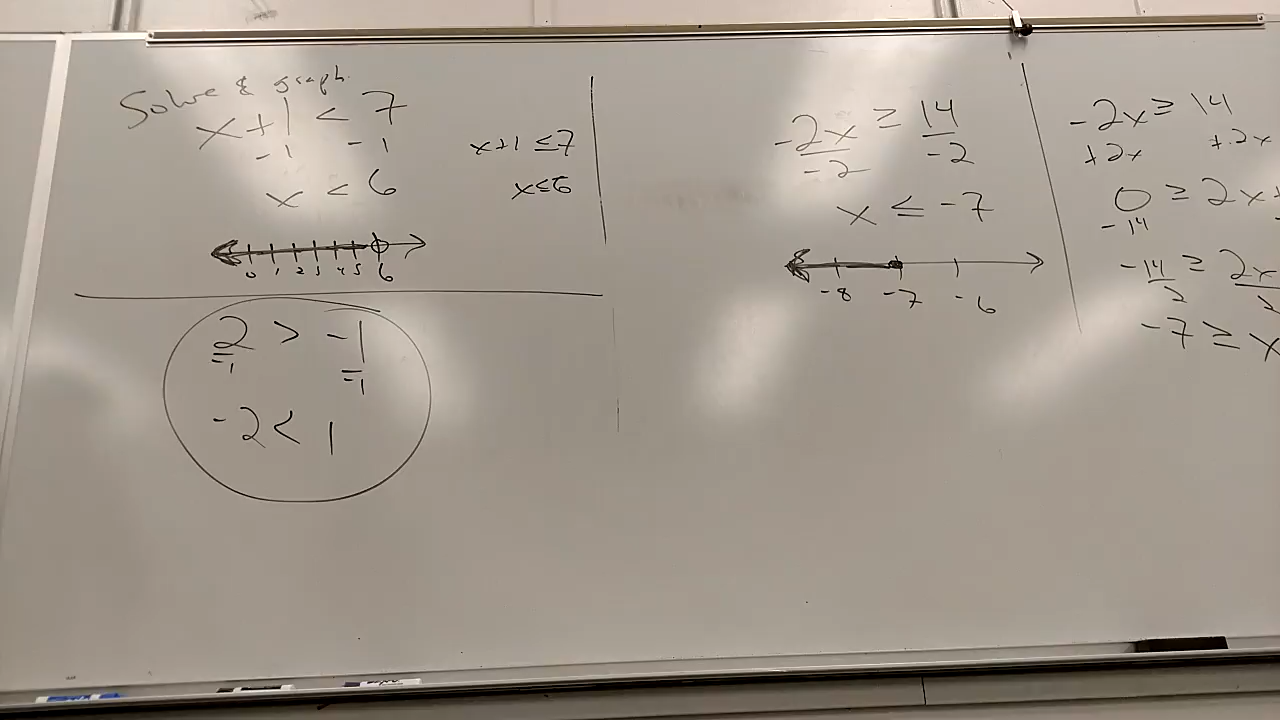 Solve & graph
x+1 < 7
-1 -1
x < 6
0 1 2 3 4 5 6
x+1 ≤ 7
x ≤ 6
2 > -1
-1 -1
-2 < 1
-2x ≥ 14
-2 -2
x ≤ -7
-8 -7 -6
-2x ≥ 14
+2x +2x
0 ≥ 2x+
-14 -
-14 ≥ 2x
2 2
-7 ≥ x